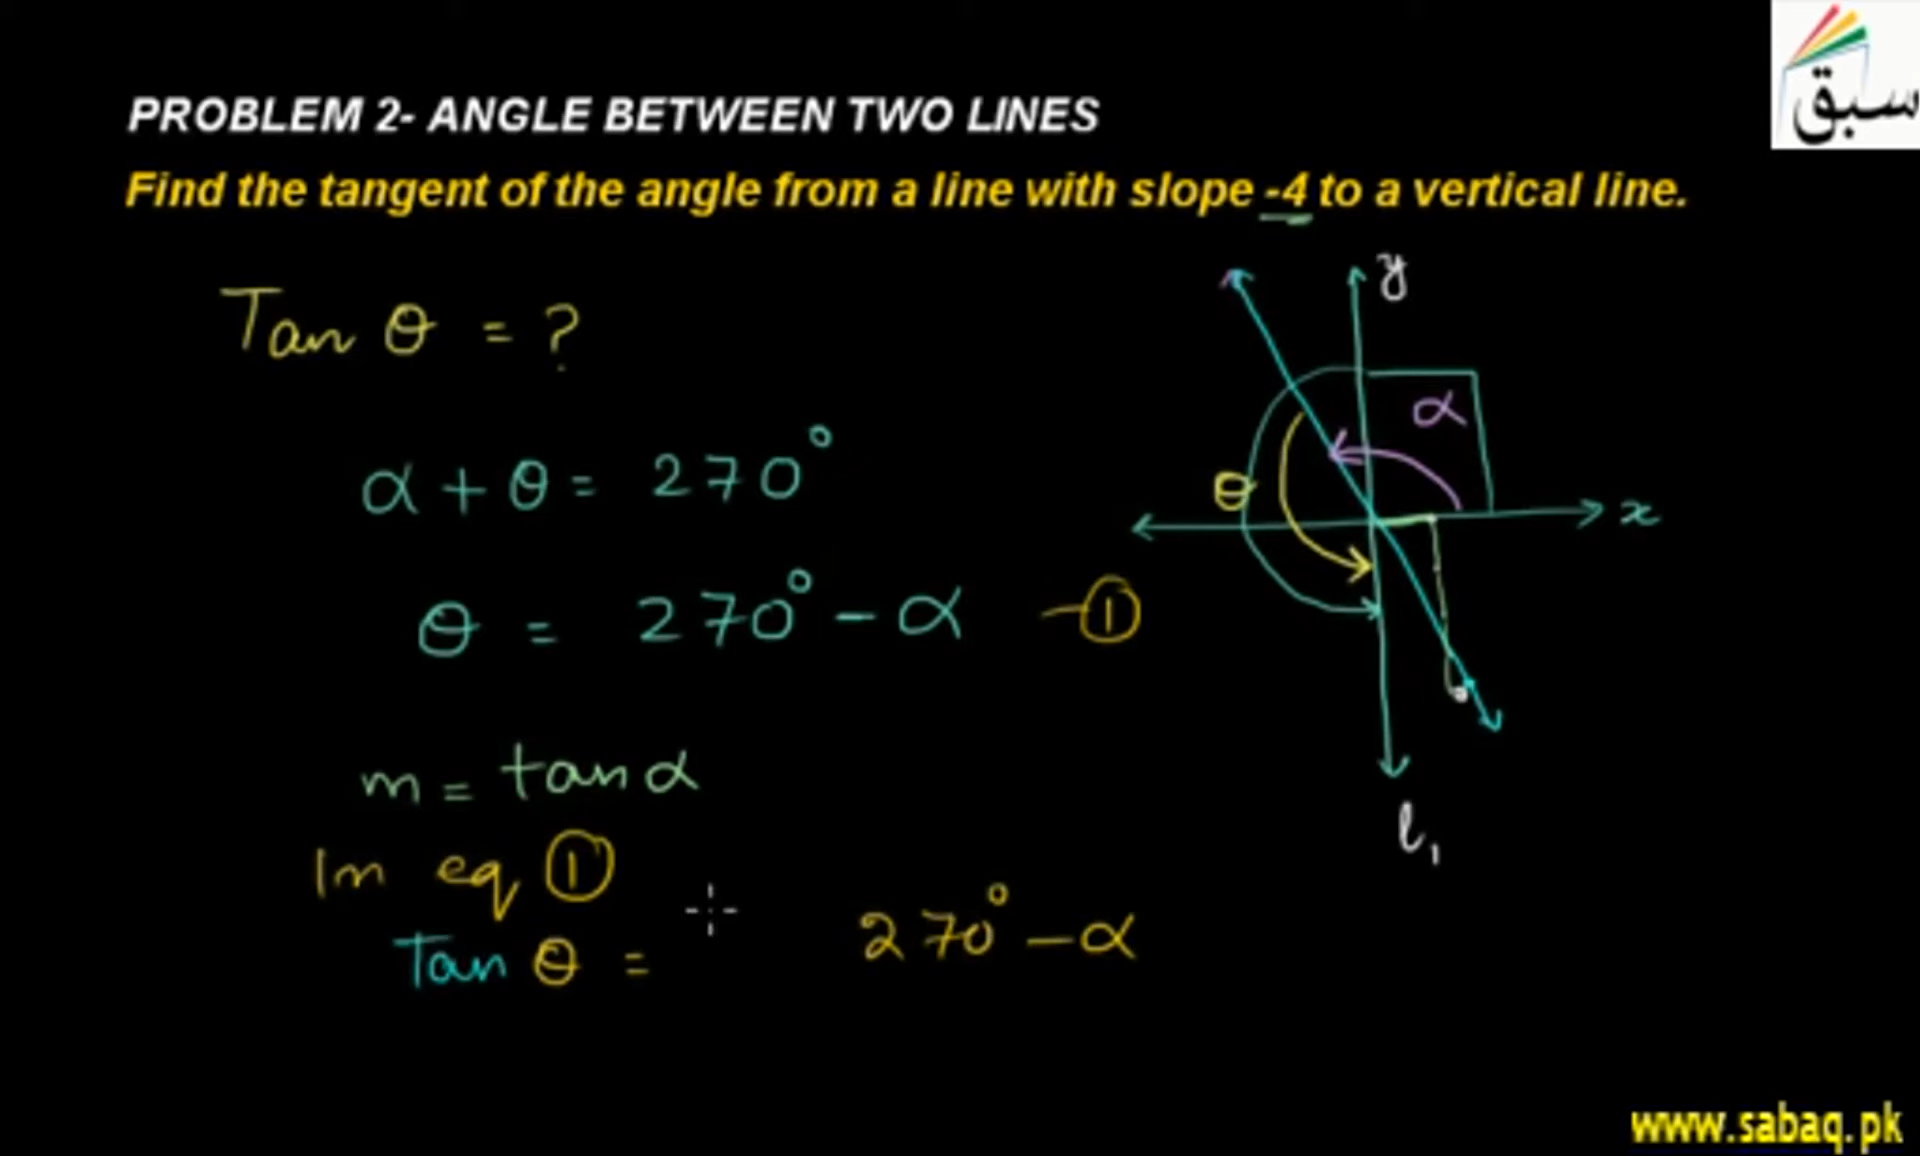 سبق
PROBLEM 2- ANGLE BETWEEN TWO LINES
Find the tangent of the angle from a line with slope -4 to a vertical line.
Tan θ = ?
α + θ = 270°
θ = 270° - α -①
m = tan α
In eq ①
Tan θ = 270° - α
y
α
θ
x
l₁
www.sabaq.pk